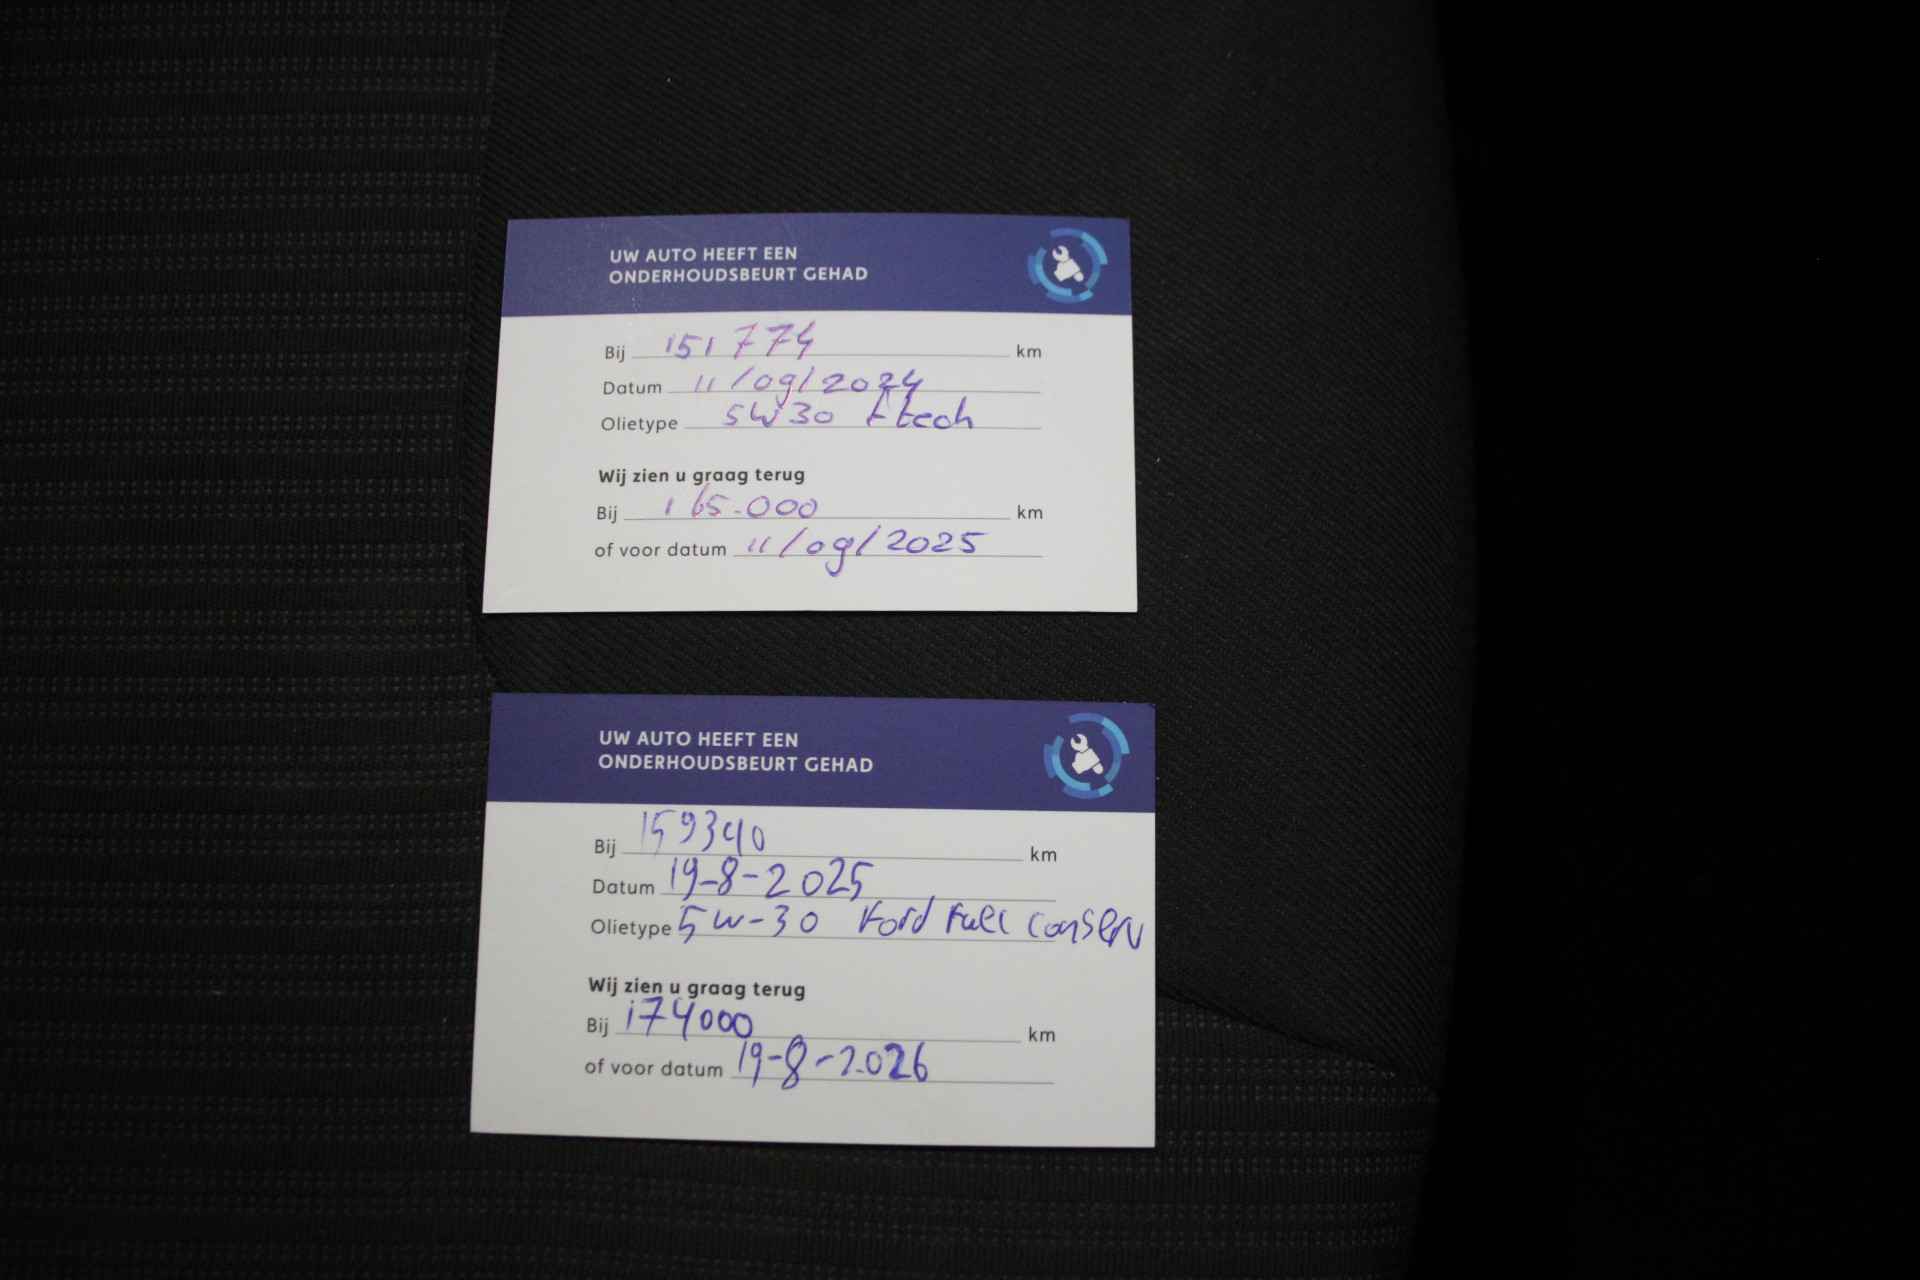 UW AUTO HEEFT EEN
ONDERHOUDSBEURT GEHAD
Bij 151774 km
Datum 11/09/2024
Olietype 5W30 Ftech
Wij zien u graag terug
Bij 165.000 km
of voor datum 11/09/2025
UW AUTO HEEFT EEN
ONDERHOUDSBEURT GEHAD
Bij 159340 km
Datum 19-8-2025
Olietype 5W-30 Ford Fuel
Wij zien u graag terug
Bij 174000 km
of voor datum 19-8-2026